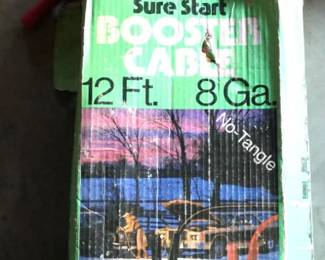 Sure Start
BOOSTER
CABLE
12 Ft. 8 Ga.
No-Tangle